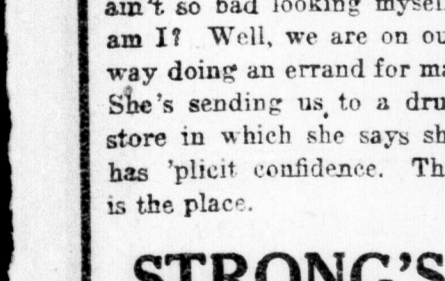 ain't so bad looking mysel
am I? Well, we are on ou
way doing an errand for ma
She's sending us, to a dru
store in which she says sh
has 'plicit confidence. Th
is the place.
STRONG'S